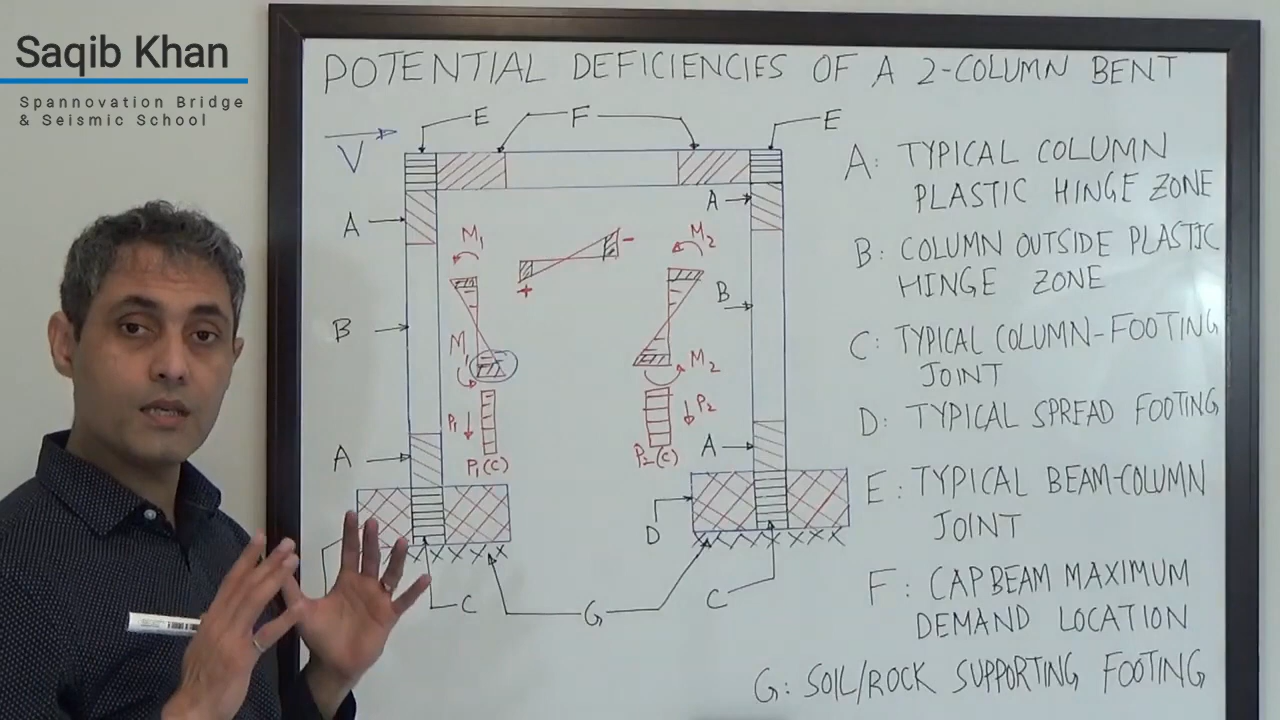 Saqib Khan
Spannovation Bridge
& Seismic School
POTENTIAL DEFICIENCIES OF A 2-COLUMN BENT
V
E
F
E
A
A
M1
M2
-
+
B
B
M
M2
P1
P2
P1(C)
P2(C)
A
A
D
C
G
C
A: TYPICAL COLUMN
PLASTIC HINGE ZONE
B: COLUMN OUTSIDE PLASTIC
HINGE ZONE
C: TYPICAL COLUMN-FOOTING
JOINT
D: TYPICAL SPREAD FOOTING
E: TYPICAL BEAM-COLUMN
JOINT
F: CAPBEAM MAXIMUM
DEMAND LOCATION
G: SOIL/ROCK SUPPORTING FOOTING